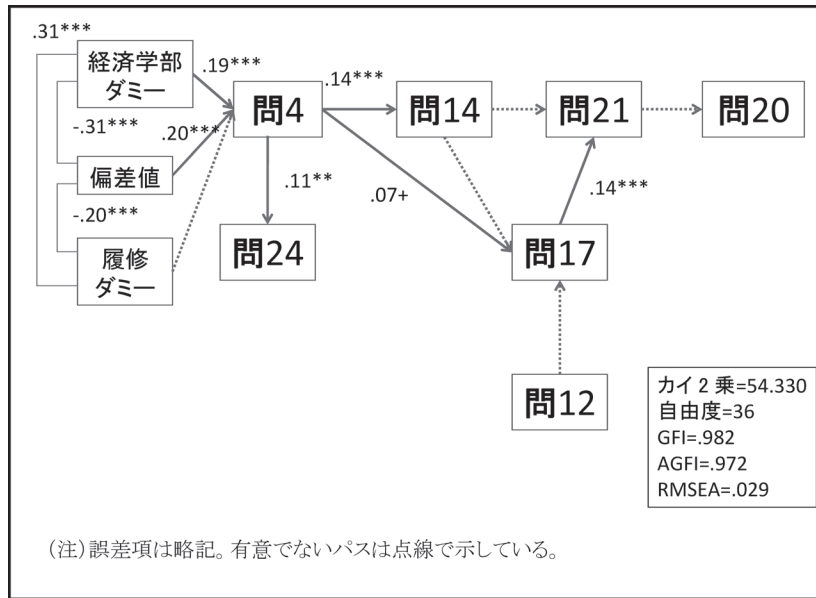 .31***
経済学部
ダミー
.19***
-.31***
.20***
偏差値
-.20***
履修
ダミー
問4
.14***
問14
問21
問20
.11**
.07+
.14***
問24
問17
問12
カイ2乗=54.330
自由度=36
GFI=.982
AGFI=.972
RMSEA=.029
(注)誤差項は略記。有意でないパスは点線で示している。